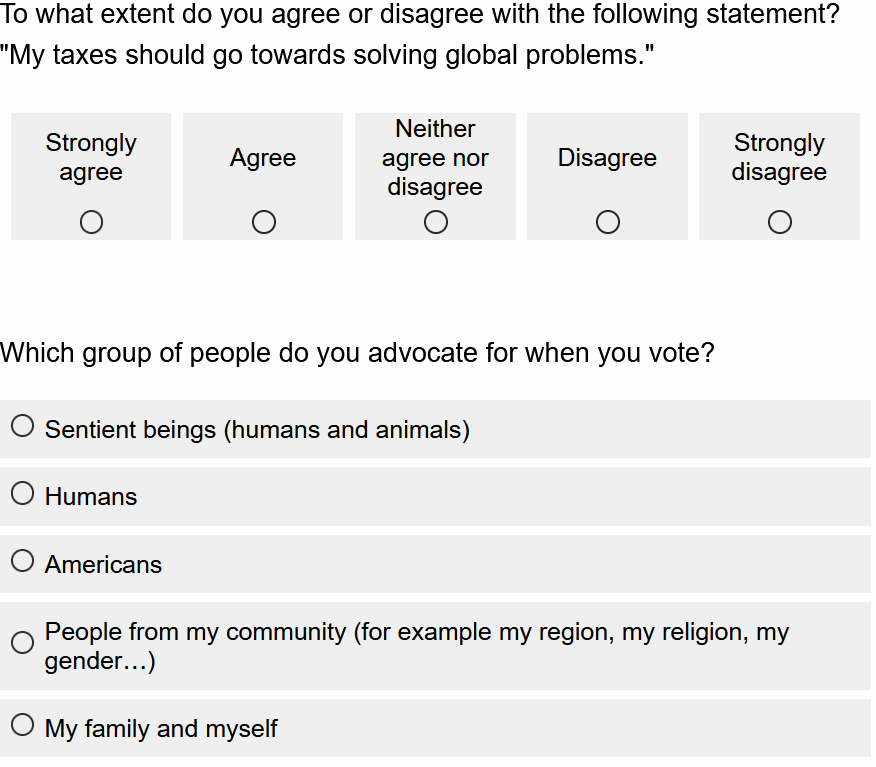 To what extent do you agree or disagree with the following statement?
"My taxes should go towards solving global problems."
Strongly
agree
Agree
Neither
agree nor
disagree
Disagree
Strongly
disagree
Which group of people do you advocate for when you vote?
Sentient beings (humans and animals)
Humans
Americans
People from my community (for example my region, my religion, my
gender…)
My family and myself